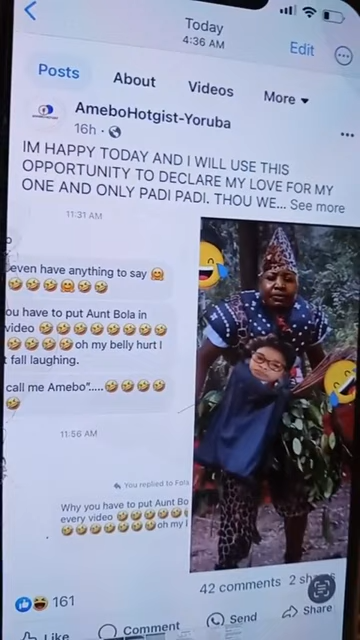 Today
4:36 AM
Edit
Posts
About
Videos
More
AmeboHotgist-Yoruba
16h
IM HAPPY TODAY AND I WILL USE THIS
OPPORTUNITY TO DECLARE MY LOVE FOR MY
ONE AND ONLY PADI PADI. THOU WE... See more
11:31 AM
even have anything to say 🤗
🤣🤣🤗🤣🤣
ou have to put Aunt Bola in
video 🤣🤣🤣🤣🤣🤣🤣🤣
🤣🤣🤣🤣oh my belly hurt I
t fall laughing.
call me Amebo".....🤣🤣🤣🤣
🤣
11:56 AM
You replied to Fola
Why you have to put Aunt Bo
every video 🤣🤣🤣🤣🤣🤣
🤣🤣🤣🤣🤣🤣oh my
161
42 comments
Like
Comment
Send
Share